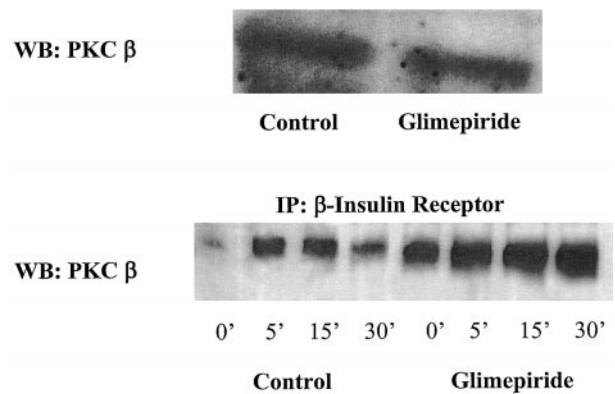 WB: PKC β
Control Glimepiride
IP: β-Insulin Receptor
WB: PKC β
0’ 5’ 15’ 30’ 0’ 5’ 15’ 30’
Control Glimepiride